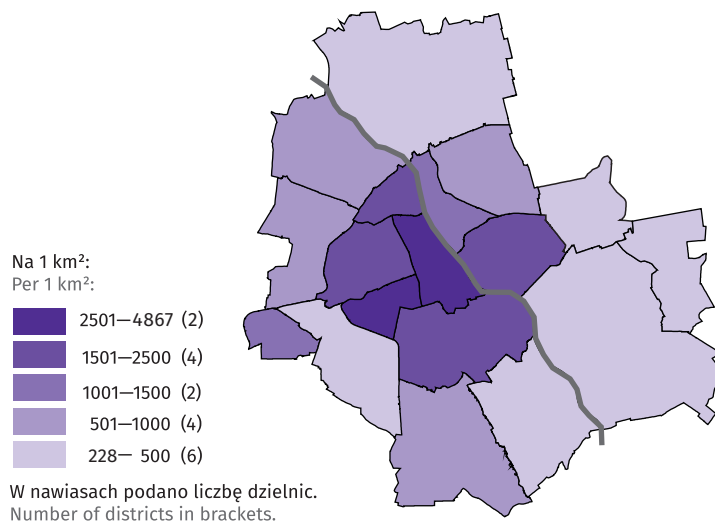 Na 1 km²:
Per 1 km²:
2501—4867 (2)
1501—2500 (4)
1001—1500 (2)
501—1000 (4)
228— 500 (6)
W nawiasach podano liczbę dzielnic.
Number of districts in brackets.